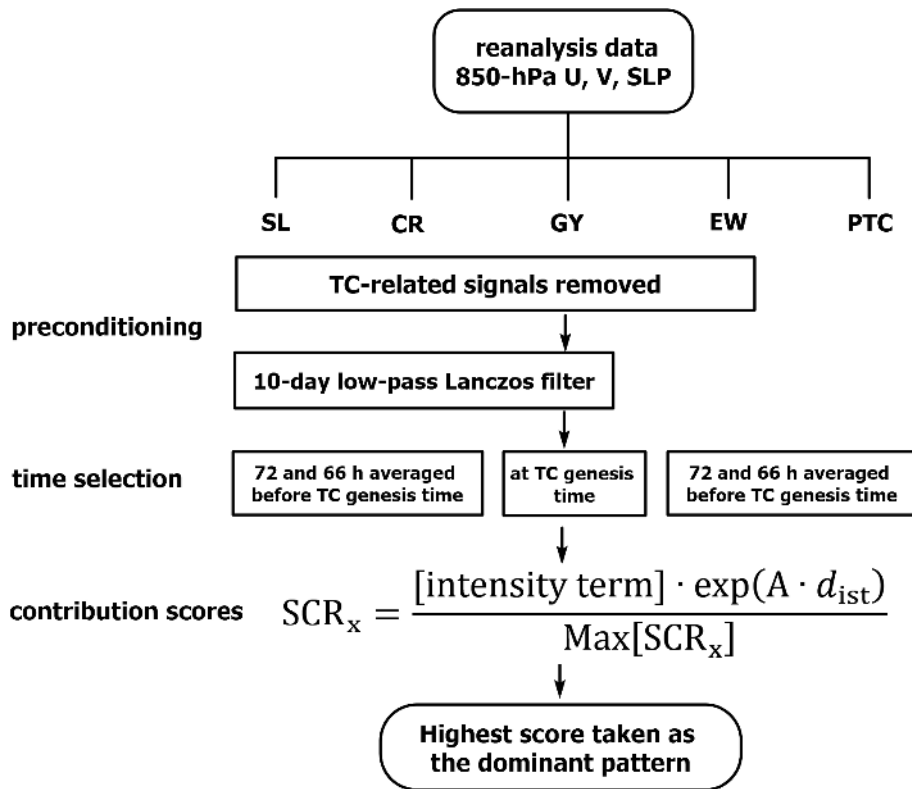 reanalysis data
850-hPa U, V, SLP
SL CR GY EW PTC
TC-related signals removed
preconditioning
10-day low-pass Lanczos filter
time selection
72 and 66 h averaged
before TC genesis time
at TC genesis
time
72 and 66 h averaged
before TC genesis time
contribution scores
SCRₓ = [intensity term] · exp(A · d_ist) / Max[SCRₓ]
Highest score taken as
the dominant pattern